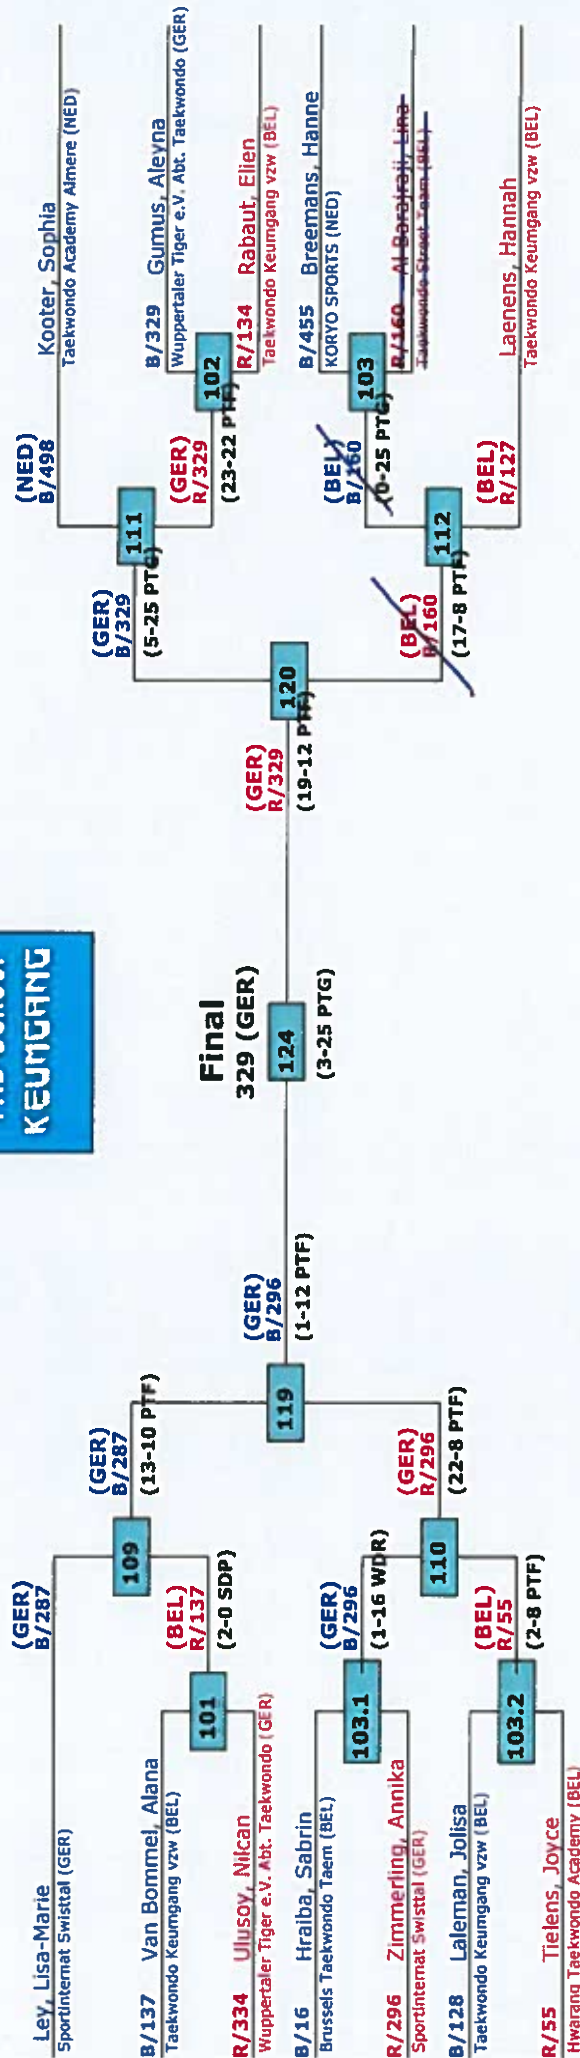 KEUMGANG
Ley, Lisa-Marie
SportInternat Swisttal (GER)
(GER)
B/287
B/137 Van Bommel, Alana
Taekwondo Keumgang vzw (BEL)
101
R/334 Ulusoy, Nilcan
Wuppertaler Tiger e.V. Abt. Taekwondo (GER)
(BEL)
R/137
(2-0 SDP)
109
(GER)
B/287
(13-10 PTF)
B/16 Hraiba, Sabrin
Brussels Taekwondo Taem (BEL)
103.1
R/296 Zimmerling, Annika
SportInternat Swisttal (GER)
(GER)
B/296
(1-16 WDR)
B/128 Laleman, Jolisa
Taekwondo Keumgang vzw (BEL)
103.2
R/55 Tielens, Joyce
Hwarang Taekwondo Academy (BEL)
(BEL)
R/55
(2-8 PTF)
110
(GER)
R/296
(22-8 PTF)
119
(GER)
B/296
(1-12 PTF)
Final
329 (GER)
124
(3-25 PTG)
(GER)
R/329
(19-12 PTF)
120
(GER)
B/329
(5-25 PTG)
111
(NED)
B/498
Kooter, Sophia
Taekwondo Academy Almere (NED)
(GER)
R/329
(23-22 PTF)
102
B/329 Gumus, Aleyna
Wuppertaler Tiger e.V. Abt. Taekwondo (GER)
R/134 Rabaut, Elien
Taekwondo Keumgang vzw (BEL)
(BEL)
B/160
(17-8 PTF)
112
(BEL)
B/160
(0-25 PTG)
103
B/455 Breemans, Hanne
KORYO SPORTS (NED)
R/160 Al Barajraji, Lina
Taekwondo Street Team (BEL)
(BEL)
R/127
Laenens, Hannah
Taekwondo Keumgang vzw (BEL)